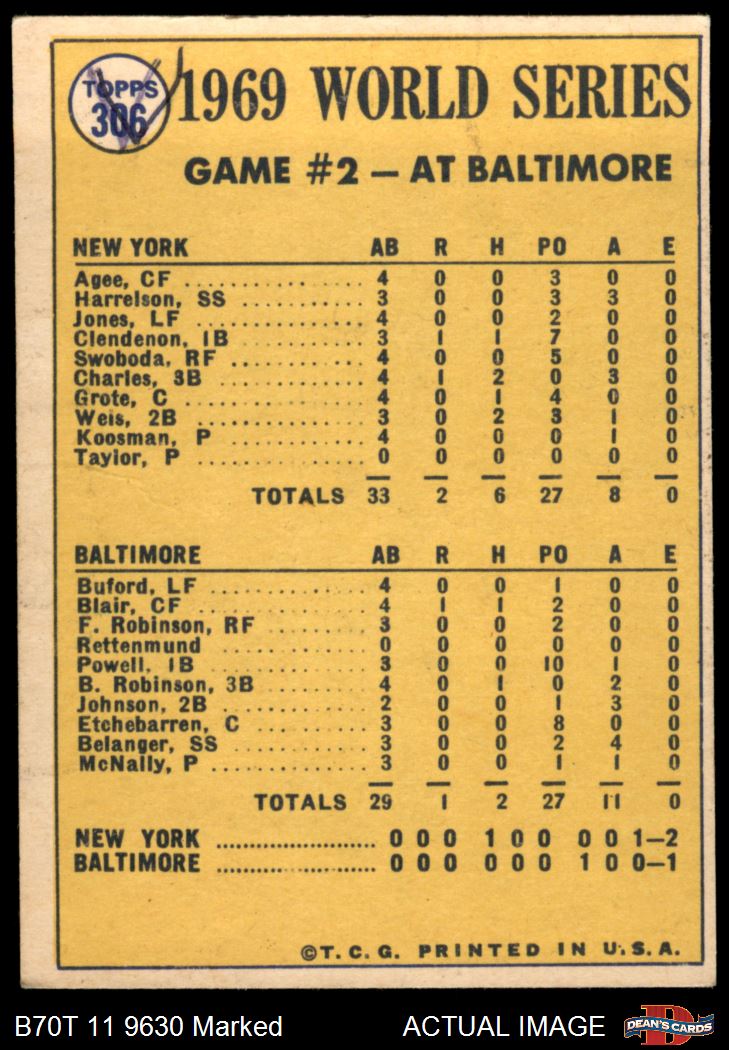 TOPPS
306
1969 WORLD SERIES
GAME #2 — AT BALTIMORE
NEW YORK AB R H PO A E
Agee, CF .................... 4 0 0 3 0 0
Harrelson, SS ............. 3 0 0 3 3 0
Jones, LF .................. 4 0 0 2 0 0
Clendenon, 1B ............. 3 1 1 7 0 0
Swoboda, RF .............. 4 0 0 5 0 0
Charles, 3B ................ 4 1 2 0 3 0
Grote, C .................... 4 0 1 4 0 0
Weis, 2B ................... 3 0 2 3 1 0
Koosman, P ............... 4 0 0 0 1 0
Taylor, P ................... 0 0 0 0 0 0
TOTALS 33 2 6 27 8 0
BALTIMORE AB R H PO A E
Buford, LF ................. 4 0 0 1 0 0
Blair, CF ................... 4 1 1 2 0 0
F. Robinson, RF ........... 3 0 0 2 0 0
Rettenmund ............... 0 0 0 0 0 0
Powell, 1B ................. 3 0 0 10 1 0
B. Robinson, 3B ........... 4 0 1 0 2 0
Johnson, 2B ............... 2 0 0 1 3 0
Etchebarren, C ............ 3 0 0 8 0 0
Belanger, SS .............. 3 0 0 2 4 0
McNally, P ................. 3 0 0 1 1 0
TOTALS 29 1 2 27 11 0
NEW YORK ........................ 0 0 0 1 0 0 0 0 1—2
BALTIMORE ........................ 0 0 0 0 0 0 1 0 0—1
©T. C. G. PRINTED IN U.S.A.
B70T 11 9630 Marked ACTUAL IMAGE
D
DEAN'S CARDS